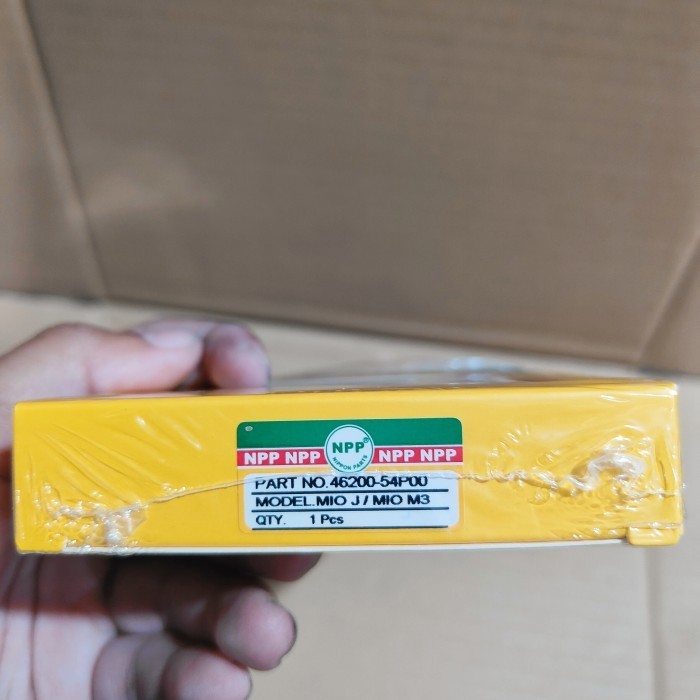 NPP NPP NPP® NPP NPP
NIPPON PARTS
PART NO.46200-54P00
MODEL.MIO J / MIO M3
QTY. 1 Pcs